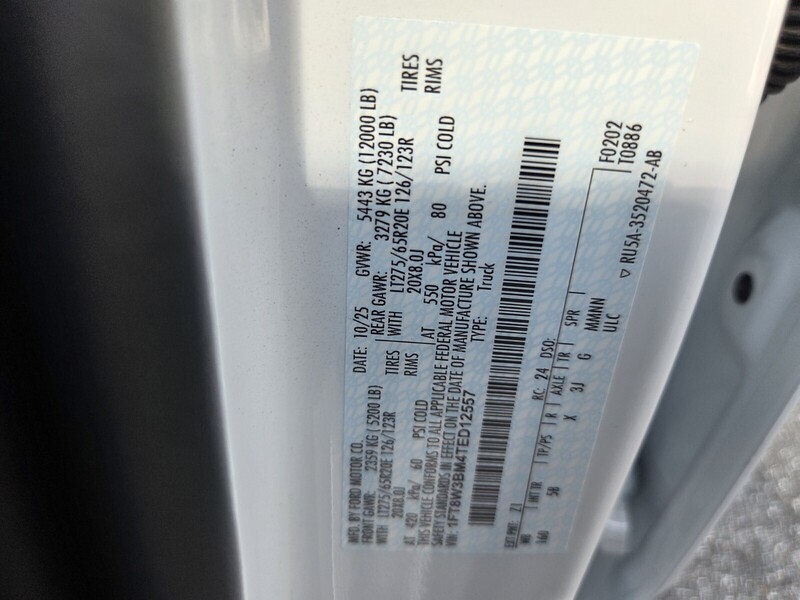 MFD. BY FORD MOTOR CO.
DATE: 10/25 GVWR: 5443 KG (12000 LB)
FRONT GAWR: 2359 KG (5200 LB) REAR GAWR: 3279 KG (7230 LB)
WITH LT275/65R20E 126/123R TIRES WITH LT275/65R20E 126/123R TIRES
20X8.0J RIMS 20X8.0J RIMS
AT 420 kPa/ 60 PSI COLD AT 550 kPa/ 80 PSI COLD
THIS VEHICLE CONFORMS TO ALL APPLICABLE FEDERAL MOTOR VEHICLE
SAFETY STANDARDS IN EFFECT ON THE DATE OF MANUFACTURE SHOWN ABOVE.
VIN: 1FT8W3BM4TED12557 TYPE: Truck
F0202
T0886
EXT PNT: Z1 RC: 24 DSO:
WB INT TR TP/PS R AXLE TR SPR
160 5B X 3J G MMNNN
ULC
▽ RU5A-3520472-AB